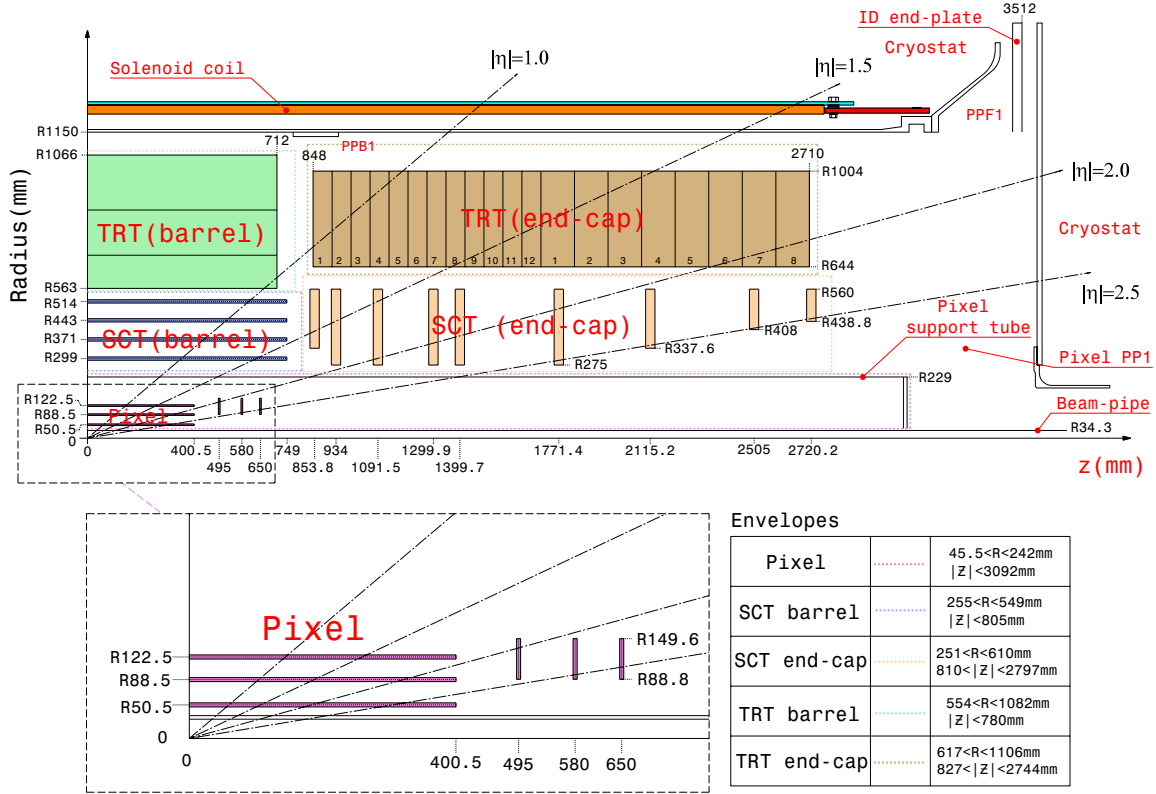 3512
ID end-plate
Cryostat
|η|=1.0
|η|=1.5
Solenoid coil
PPF1
R1150
712
PPB1
R1066
848
2710
R1004
|η|=2.0
Radius(mm)
TRT(barrel)
TRT(end-cap)
Cryostat
1 2 3 4 5 6 7 8 9 10 11 12 1 2 3 4 5 6 7 8
R644
R563
R560
|η|=2.5
R514
R443
SCT(barrel)
SCT (end-cap)
R438.8
R408
Pixel
support tube
R371
R337.6
Pixel PP1
R299
R275
R229
R122.5
R88.5
Pixel
Beam-pipe
R50.5
R34.3
0
0 400.5 580 749 934 1299.9 1771.4 2115.2 2505 2720.2
495 650 853.8 1091.5 1399.7
z(mm)
Pixel
R122.5
R149.6
R88.5
R88.8
R50.5
0
0 400.5 495 580 650
Envelopes
Pixel 45.5<R<242mm
|Z|<3092mm
SCT barrel 255<R<549mm
|Z|<805mm
SCT end-cap 251<R<610mm
810<|Z|<2797mm
TRT barrel 554<R<1082mm
|Z|<780mm
TRT end-cap 617<R<1106mm
827<|Z|<2744mm